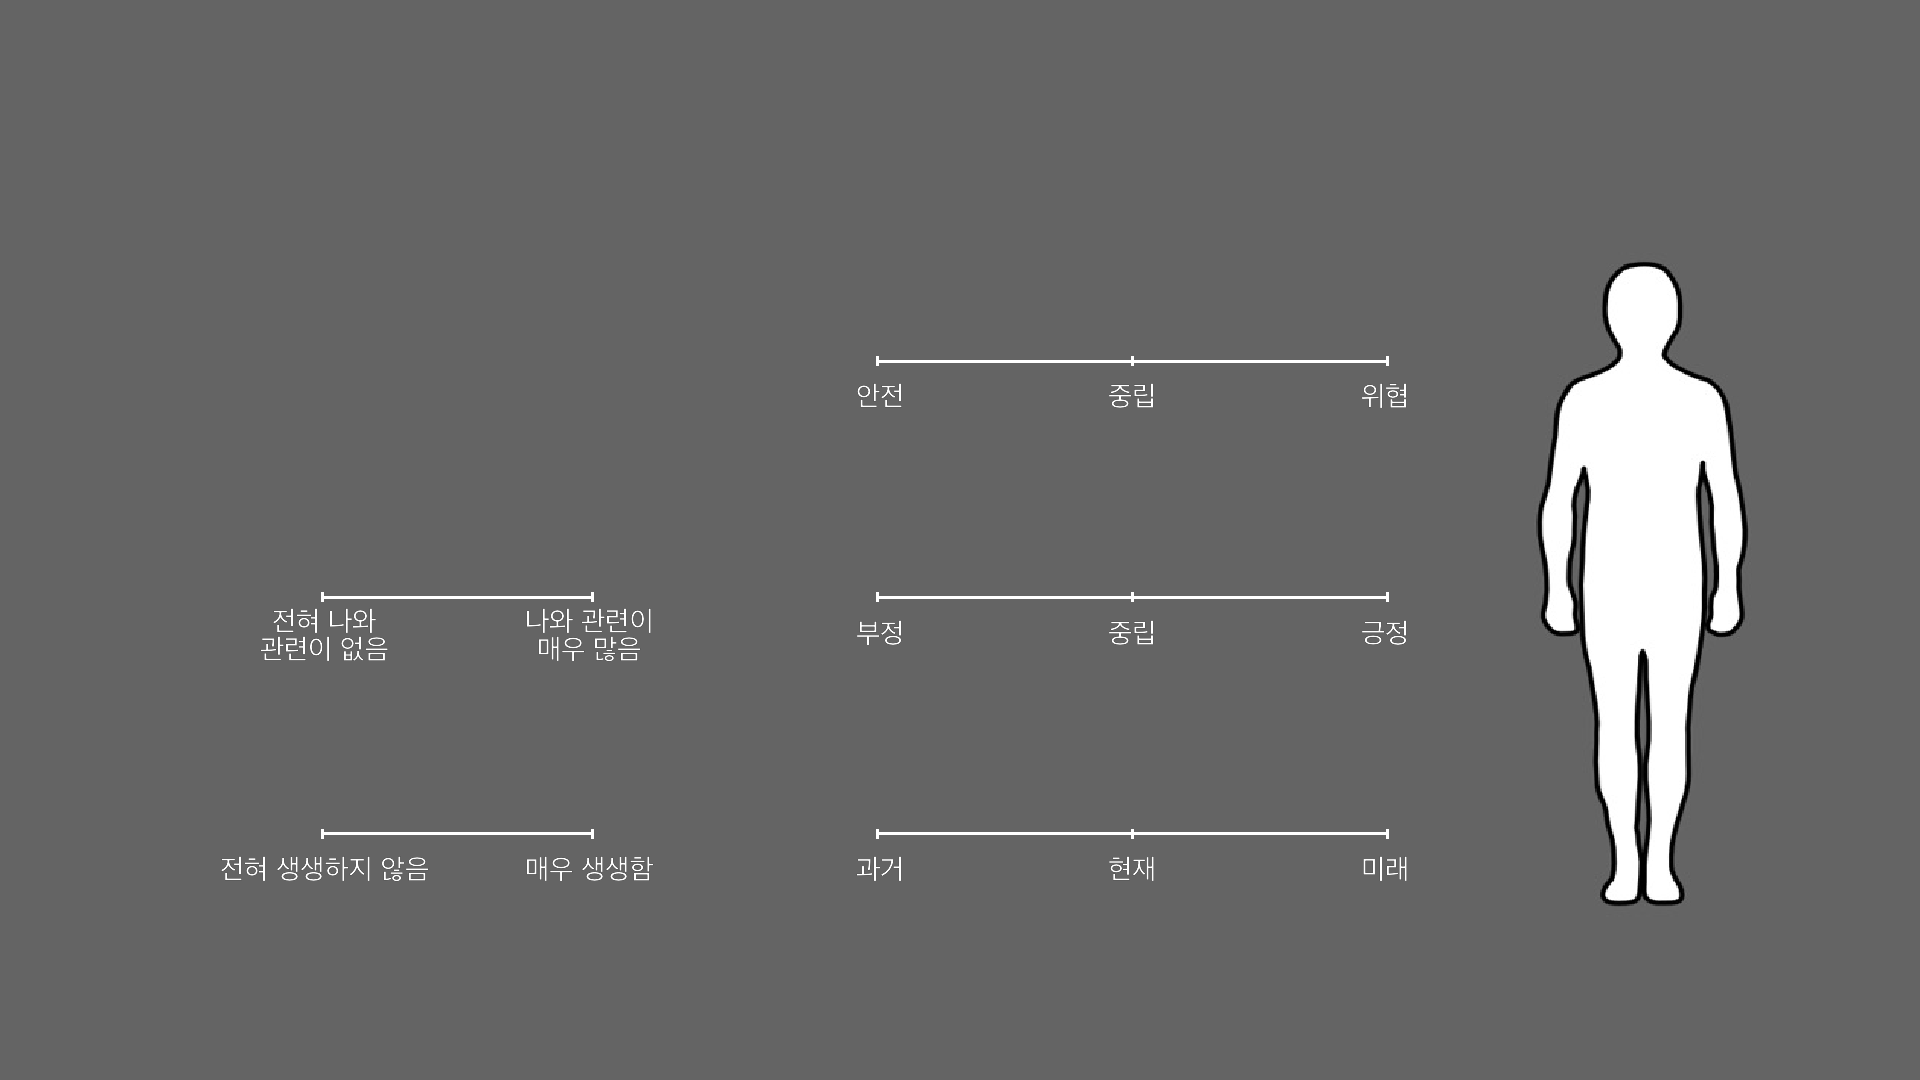 안전 중립 위협
전혀 나와 나와 관련이
관련이 없음 매우 많음
부정 중립 긍정
전혀 생생하지 않음 매우 생생함
과거 현재 미래